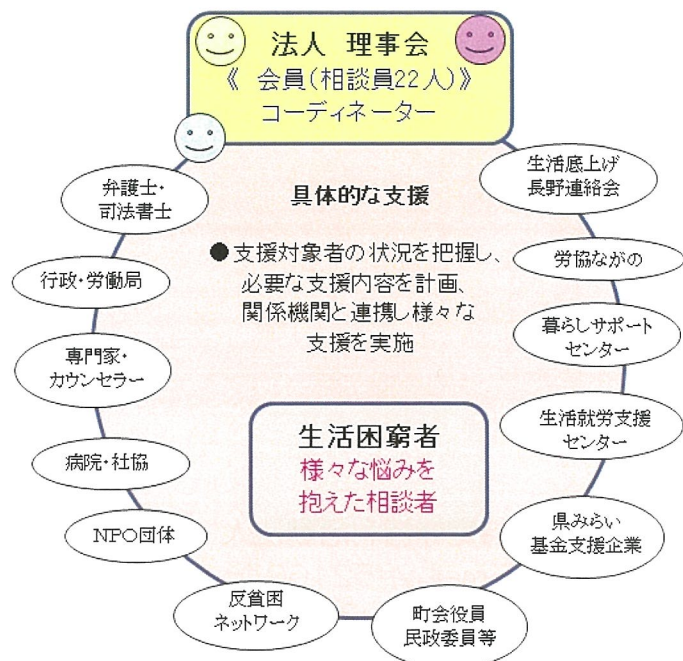 法人 理事会
《 会員(相談員22人)》
コーディネーター
弁護士・
司法書士
行政・労働局
専門家・
カウンセラー
病院・社協
NPO団体
反貧困
ネットワーク
具体的な支援
●支援対象者の状況を把握し、
必要な支援内容を計画、
関係機関と連携し様々な
支援を実施
生活困窮者
様々な悩みを
抱えた相談者
生活底上げ
長野連絡会
労協ながの
暮らしサポート
センター
生活就労支援
センター
県みらい
基金支援企業
町会役員
民政委員等